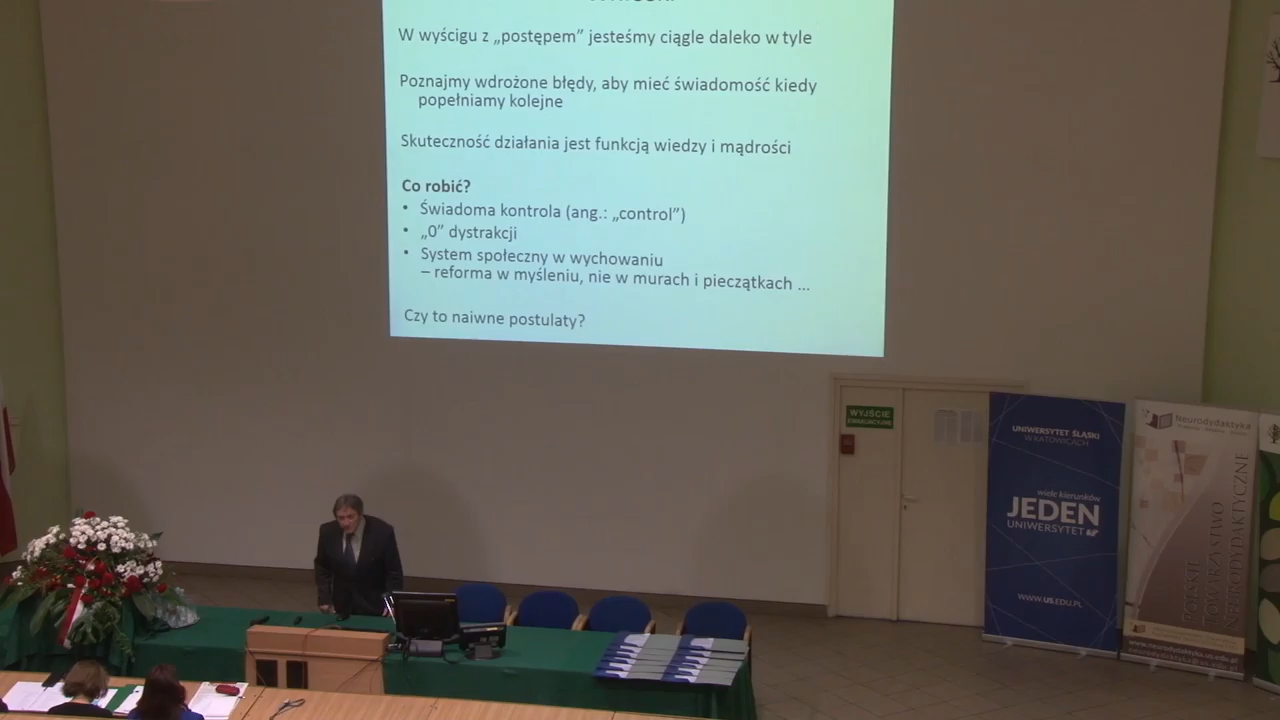 W wyścigu z „postępem” jesteśmy ciągle daleko w tyle
Poznajmy wdrożone błędy, aby mieć świadomość kiedy
popełniamy kolejne
Skuteczność działania jest funkcją wiedzy i mądrości
Co robić?
• Świadoma kontrola (ang.: „control”)
• „0” dystrakcji
• System społeczny w wychowaniu
– reforma w myśleniu, nie w murach i pieczątkach ...
Czy to naiwne postulaty?
WYJŚCIE
EWAKUACYJNE
UNIWERSYTET ŚLĄSKI
W KATOWICACH
wiele kierunków
JEDEN
UNIWERSYTET
WWW.US.EDU.PL
Neurodydaktyka
TOWARZYSTWO
NEURODYDAKTYCZNE